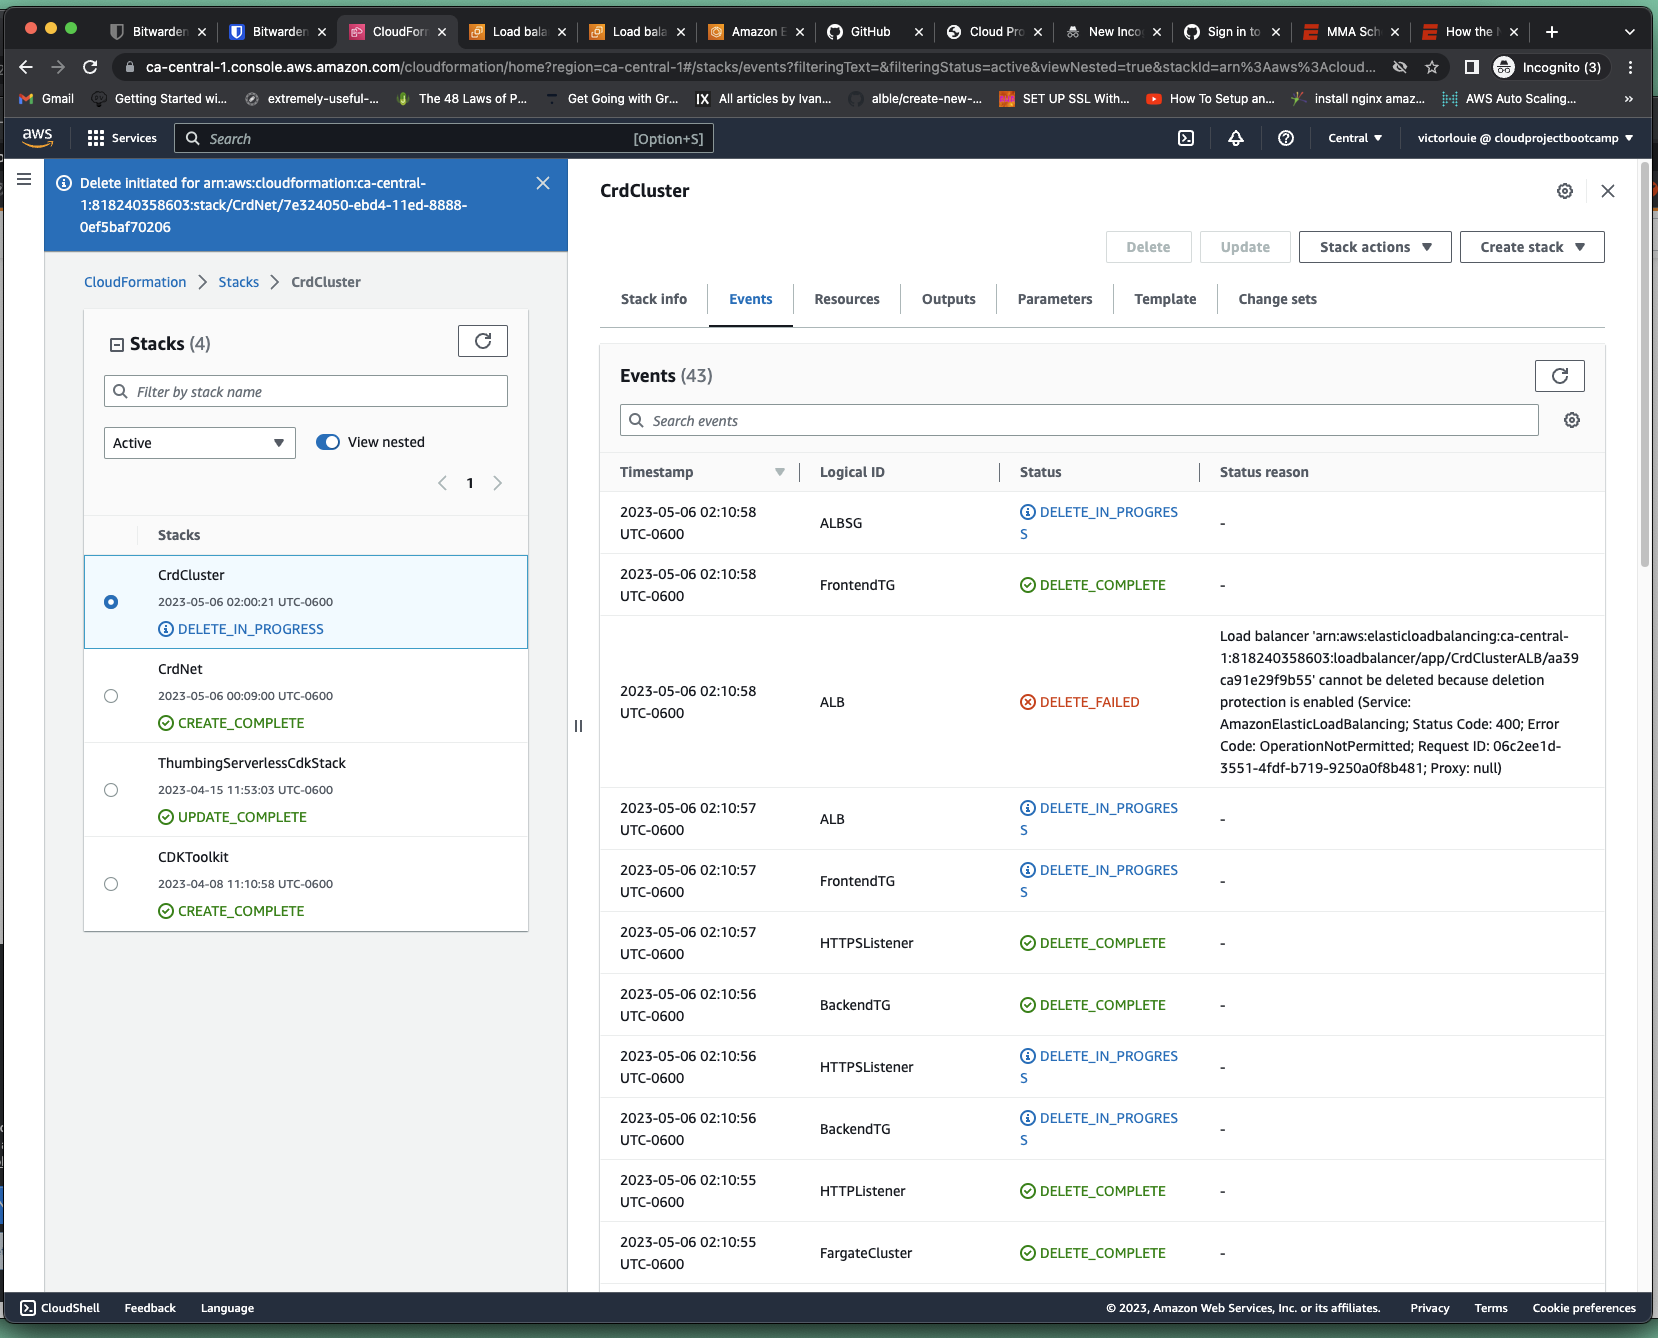 Bitwarden
Bitwarden
CloudForm
Load bala
Load bala
Amazon E
GitHub
Cloud Pro
New Inco
Sign in to
MMA Sch
How the
ca-central-1.console.aws.amazon.com/cloudformation/home?region=ca-central-1#/stacks/events?filteringText=&filteringStatus=active&viewNested=true&stackId=arn%3Aaws%3Acloud...
Incognito (3)
Gmail
Getting Started wi...
extremely-useful-...
The 48 Laws of P...
Get Going with Gr...
All articles by Ivan...
alble/create-new-...
SET UP SSL With...
How To Setup an...
install nginx amaz...
AWS Auto Scaling...
»
aws
Services
Search
[Option+S]
Central
victorlouie @ cloudprojectbootcamp
Delete initiated for arn:aws:cloudformation:ca-central-
1:818240358603:stack/CrdNet/7e324050-ebd4-11ed-8888-
0ef5baf70206
CloudFormation
Stacks
CrdCluster
Stacks (4)
Filter by stack name
Active
View nested
1
Stacks
CrdCluster
2023-05-06 02:00:21 UTC-0600
DELETE_IN_PROGRESS
CrdNet
2023-05-06 00:09:00 UTC-0600
CREATE_COMPLETE
ThumbingServerlessCdkStack
2023-04-15 11:53:03 UTC-0600
UPDATE_COMPLETE
CDKToolkit
2023-04-08 11:10:58 UTC-0600
CREATE_COMPLETE
CrdCluster
Delete
Update
Stack actions
Create stack
Stack info
Events
Resources
Outputs
Parameters
Template
Change sets
Events (43)
Search events
Timestamp
Logical ID
Status
Status reason
2023-05-06 02:10:58
UTC-0600
ALBSG
DELETE_IN_PROGRES
S
-
2023-05-06 02:10:58
UTC-0600
FrontendTG
DELETE_COMPLETE
-
2023-05-06 02:10:58
UTC-0600
ALB
DELETE_FAILED
Load balancer 'arn:aws:elasticloadbalancing:ca-central-
1:818240358603:loadbalancer/app/CrdClusterALB/aa39
ca91e29f9b55' cannot be deleted because deletion
protection is enabled (Service:
AmazonElasticLoadBalancing; Status Code: 400; Error
Code: OperationNotPermitted; Request ID: 06c2ee1d-
3551-4fdf-b719-9250a0f8b481; Proxy: null)
2023-05-06 02:10:57
UTC-0600
ALB
DELETE_IN_PROGRES
S
-
2023-05-06 02:10:57
UTC-0600
FrontendTG
DELETE_IN_PROGRES
S
-
2023-05-06 02:10:57
UTC-0600
HTTPSListener
DELETE_COMPLETE
-
2023-05-06 02:10:56
UTC-0600
BackendTG
DELETE_COMPLETE
-
2023-05-06 02:10:56
UTC-0600
HTTPSListener
DELETE_IN_PROGRES
S
-
2023-05-06 02:10:56
UTC-0600
BackendTG
DELETE_IN_PROGRES
S
-
2023-05-06 02:10:55
UTC-0600
HTTPListener
DELETE_COMPLETE
-
2023-05-06 02:10:55
UTC-0600
FargateCluster
DELETE_COMPLETE
-
CloudShell
Feedback
Language
© 2023, Amazon Web Services, Inc. or its affiliates.
Privacy
Terms
Cookie preferences